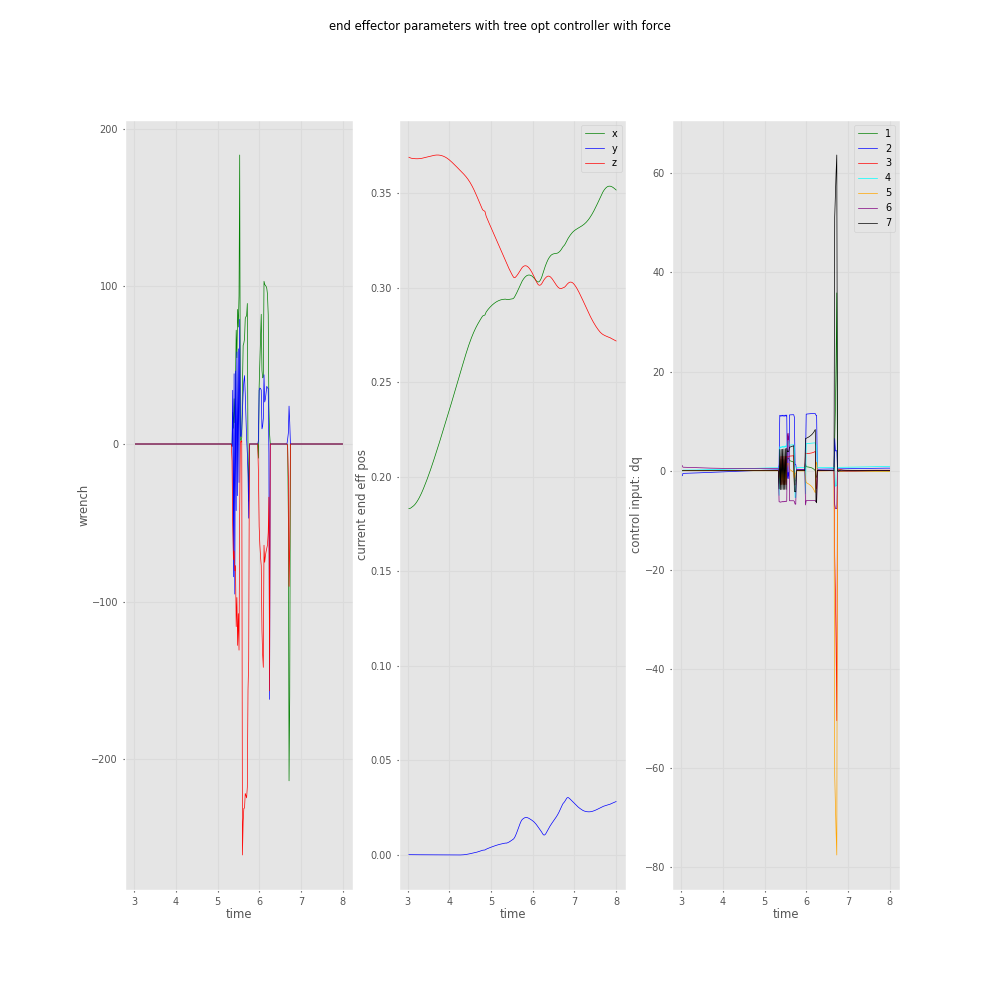 end effector parameters with tree opt controller with force
200
100
0
−100
−200
wrench
3 4 5 6 7 8
time
x
y
z
0.35
0.30
0.25
0.20
0.15
0.10
0.05
0.00
current end eff pos
3 4 5 6 7 8
time
1
2
3
4
5
6
7
60
40
20
0
−20
−40
−60
−80
control input: dq
3 4 5 6 7 8
time